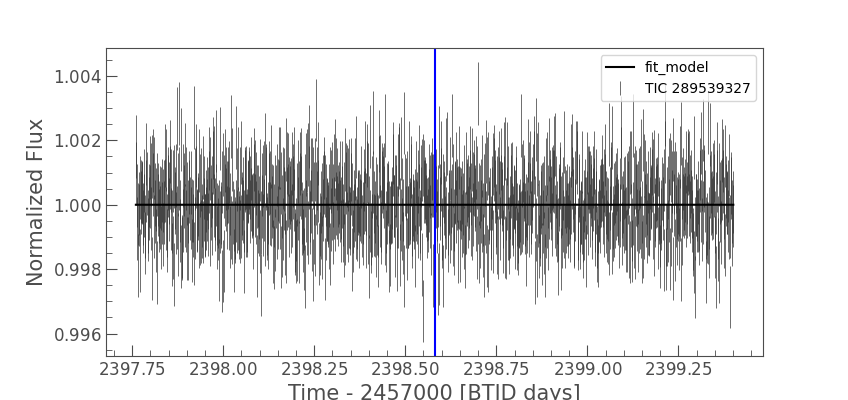 fit_model
TIC 289539327
1.004
1.002
1.000
0.998
0.996
Normalized Flux
2397.75 2398.00 2398.25 2398.50 2398.75 2399.00 2399.25
Time - 2457000 [BTJD days]